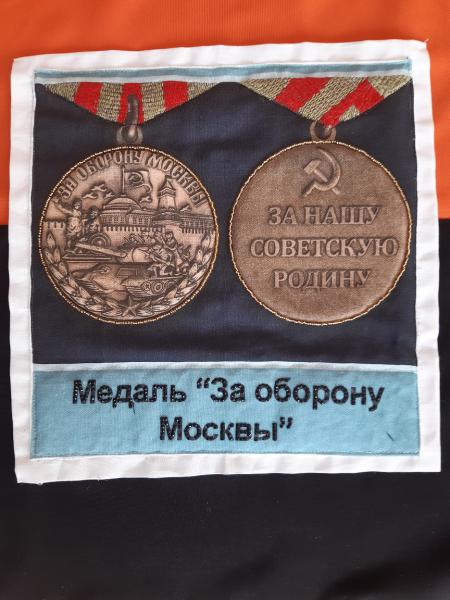 ЗА ОБОРОНУ МОСКВЫ
ЗА НАШУ
СОВЕТСКУЮ
РОДИНУ
Медаль "За оборону
Москвы"